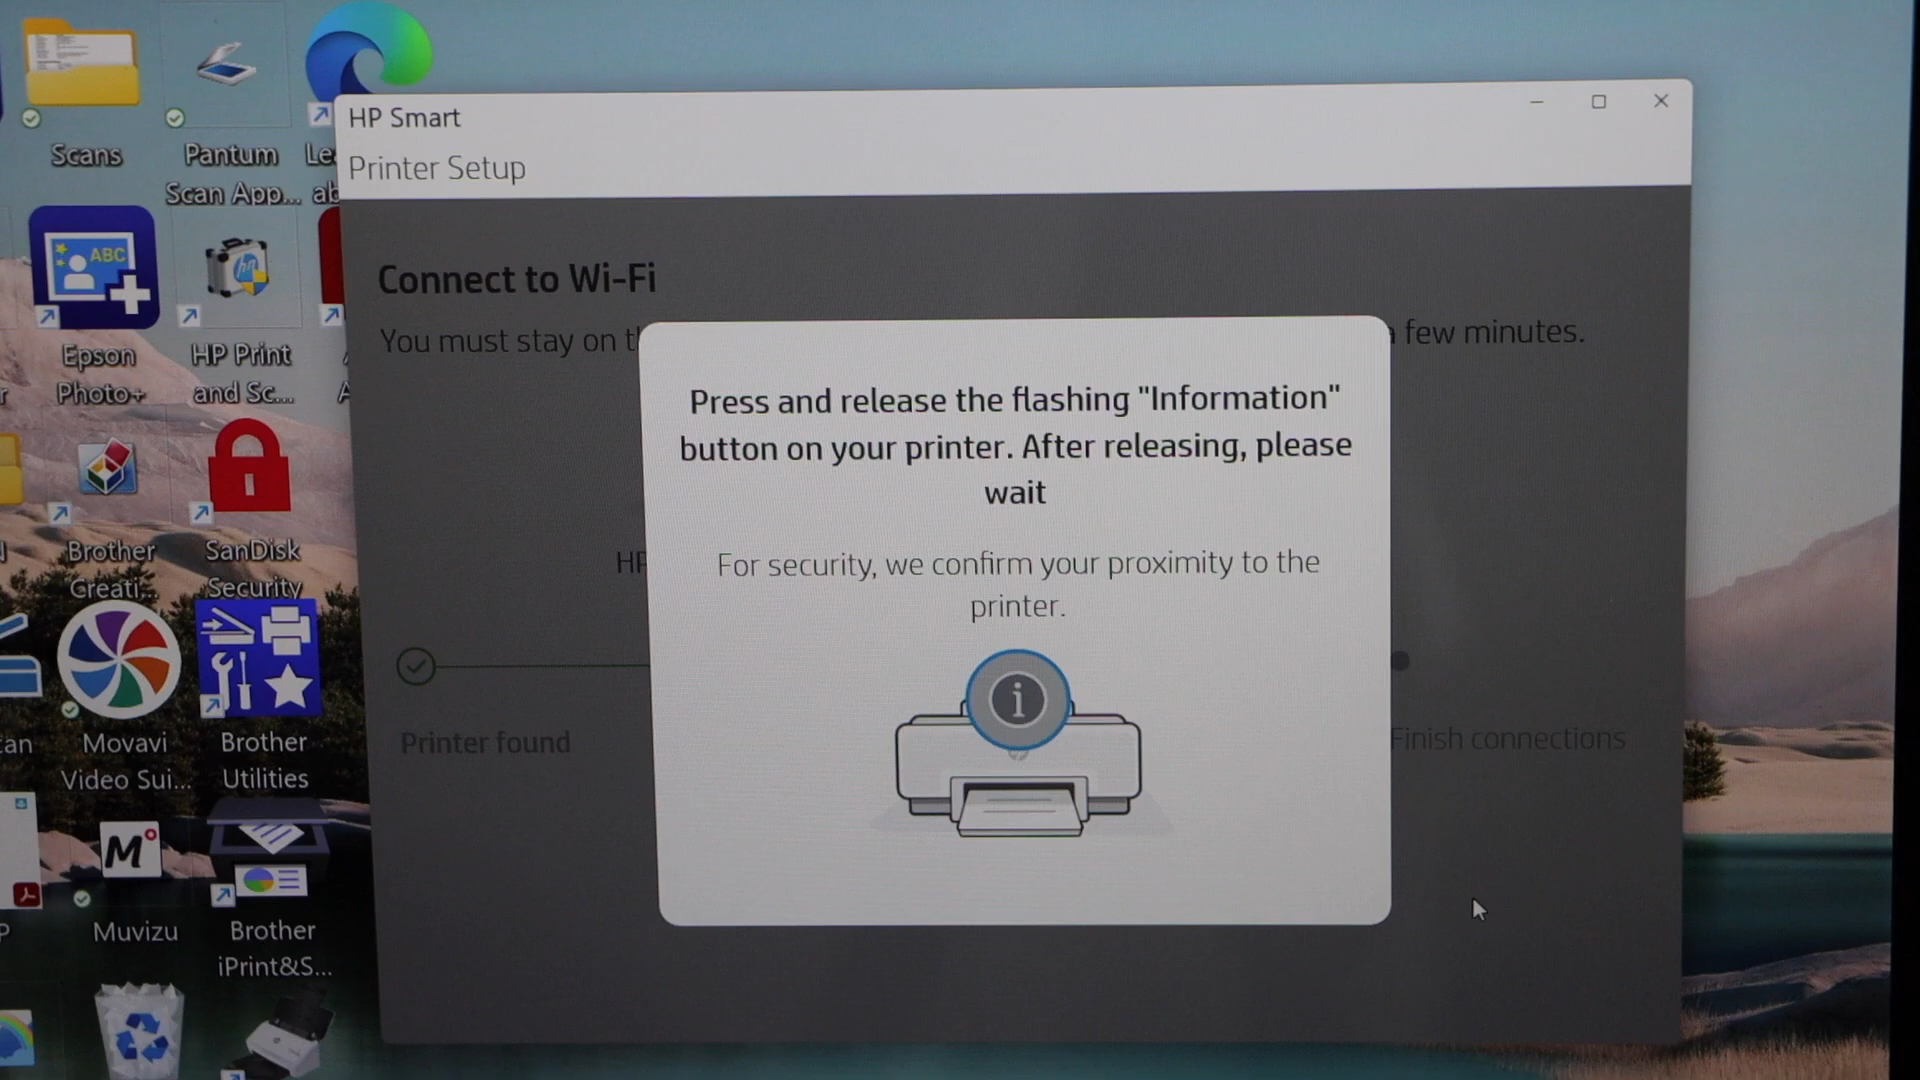 HP Smart
Printer Setup
Connect to Wi-Fi
You must stay on
few minutes.
Press and release the flashing "Information"
button on your printer. After releasing, please
wait
For security, we confirm your proximity to the
printer.
HP
Printer found
Finish connections
Scans
Pantum
Scan App...
ABC
Epson
Photo+
hp
HP Print
and Sc...
Brother
Creati...
SanDisk
Security
Movavi
Video Sui...
Brother
Utilities
M
Muvizu
Brother
iPrint&S...